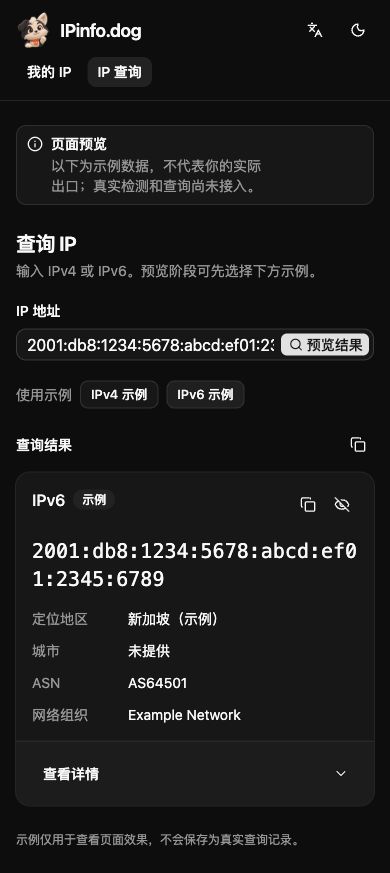 IPinfo.dog
我的 IP
IP 查询
页面预览
以下为示例数据，不代表你的实际
出口；真实检测和查询尚未接入。
查询 IP
输入 IPv4 或 IPv6。预览阶段可先选择下方示例。
IP 地址
2001:db8:1234:5678:abcd:ef01:23
预览结果
使用示例
IPv4 示例
IPv6 示例
查询结果
IPv6 示例
2001:db8:1234:5678:abcd:ef0
1:2345:6789
定位地区 新加坡（示例）
城市 未提供
ASN AS64501
网络组织 Example Network
查看详情
示例仅用于查看页面效果，不会保存为真实查询记录。